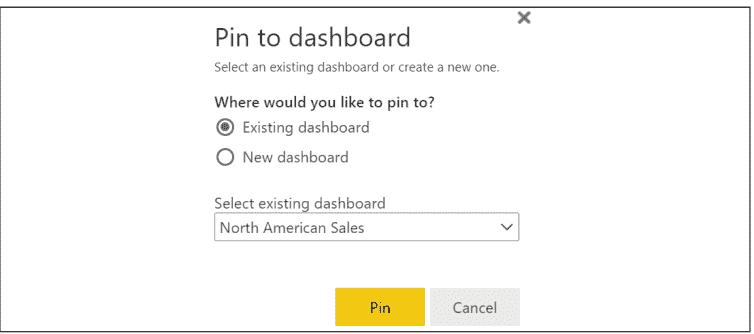 Pin to dashboard
Select an existing dashboard or create a new one.
Where would you like to pin to?
Existing dashboard
New dashboard
Select existing dashboard
North American Sales
Pin Cancel